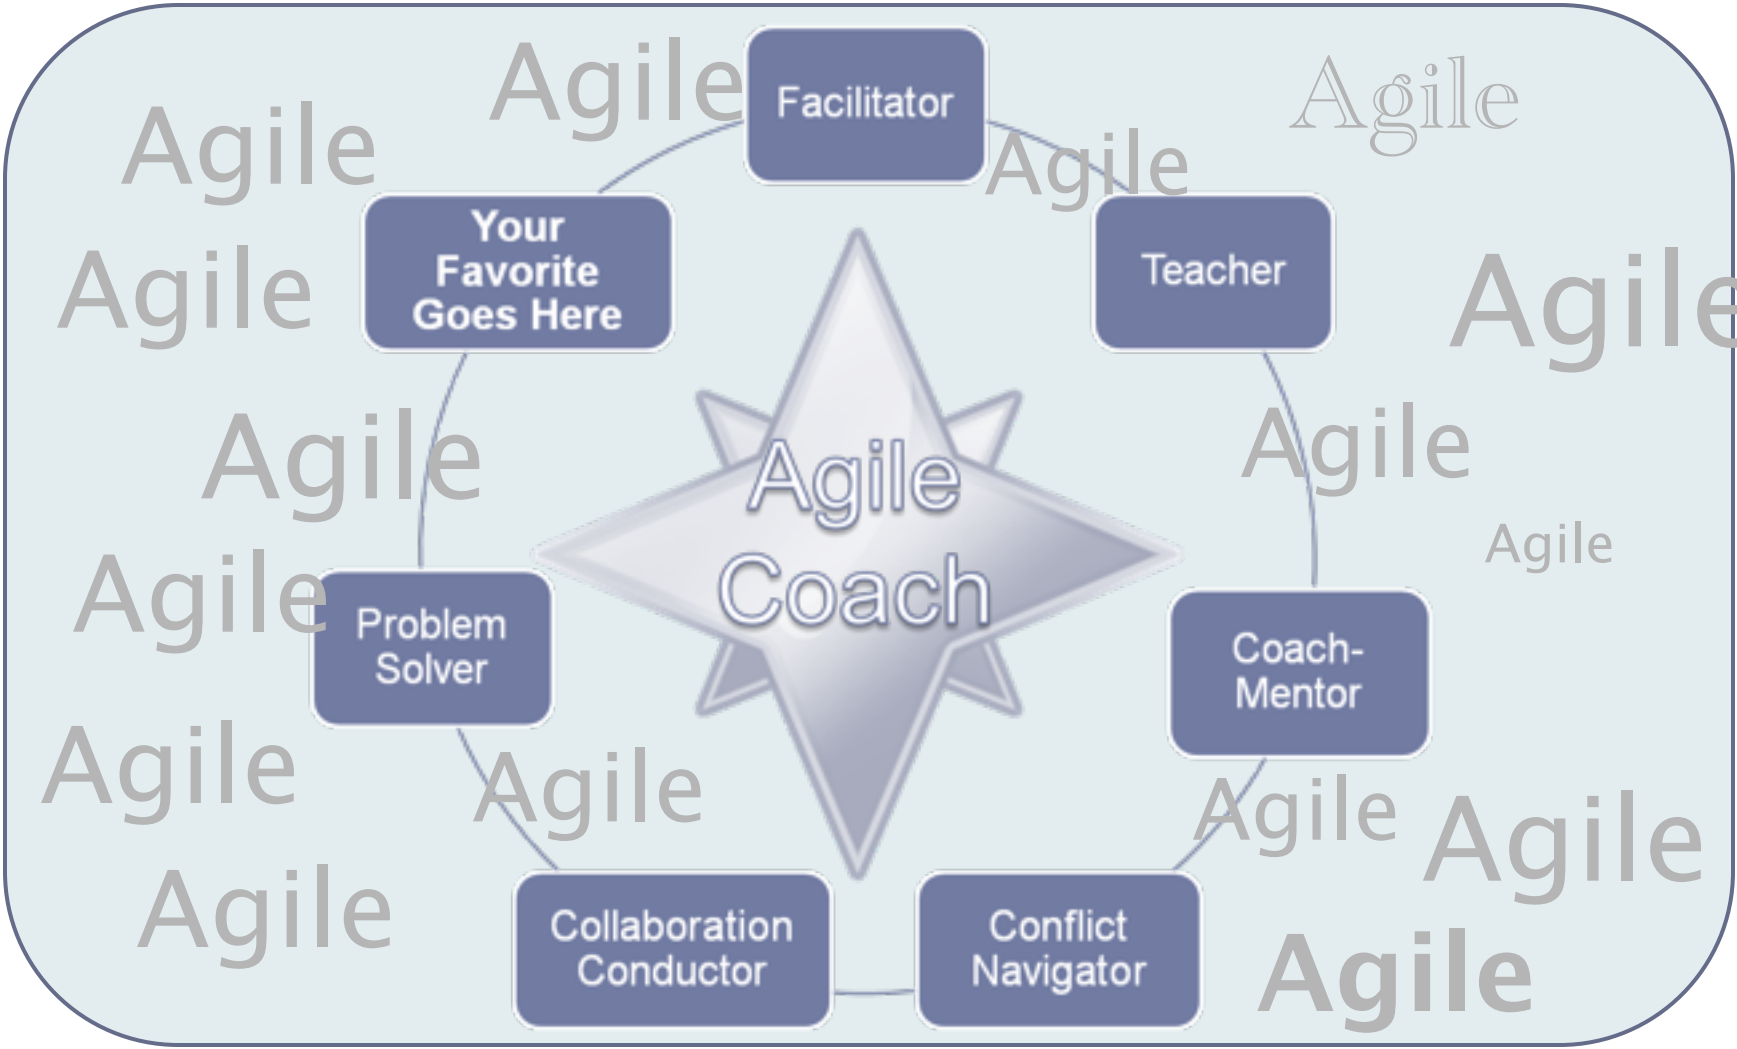 Agile
Facilitator
Agile
Agile
Agile
Your
Favorite
Goes Here
Teacher
Agile
Agile
Agile
Agile
Agile
Coach
Agile
Agile
Problem
Solver
Coach-
Mentor
Agile
Agile
Agile
Agile
Agile
Collaboration
Conductor
Conflict
Navigator
Agile